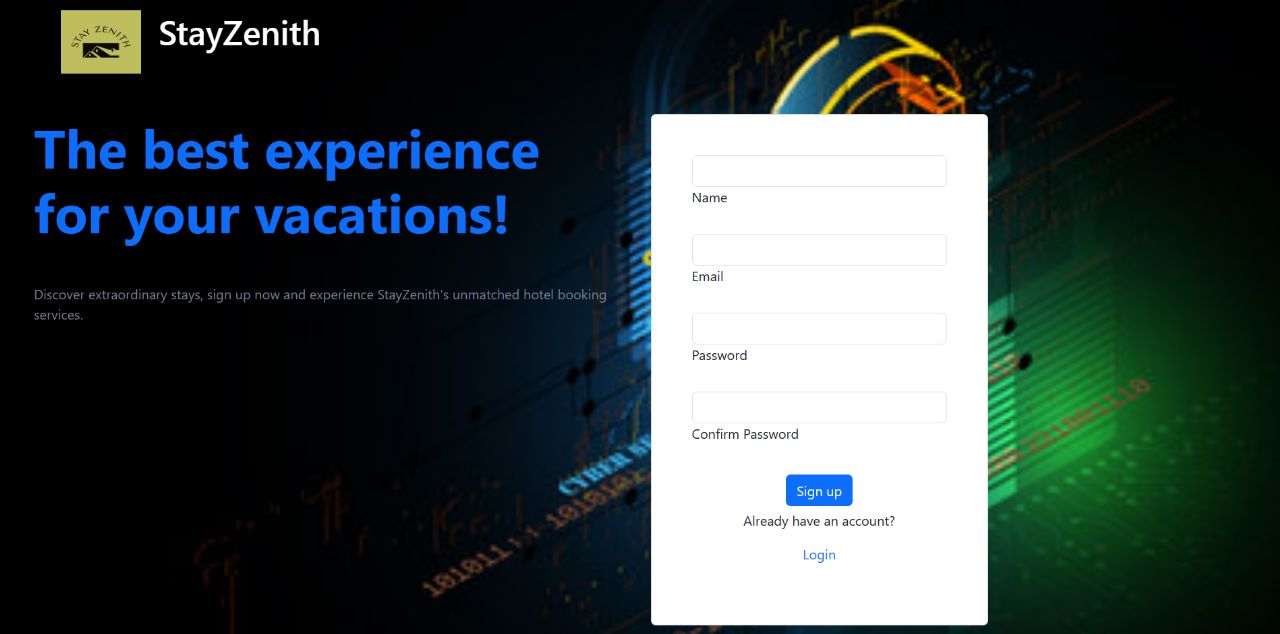 STAY ZENITH
StayZenith
The best experience
for your vacations!
Discover extraordinary stays, sign up now and experience StayZenith's unmatched hotel booking
services.
Name
Email
Password
Confirm Password
Sign up
Already have an account?
Login
CYBER